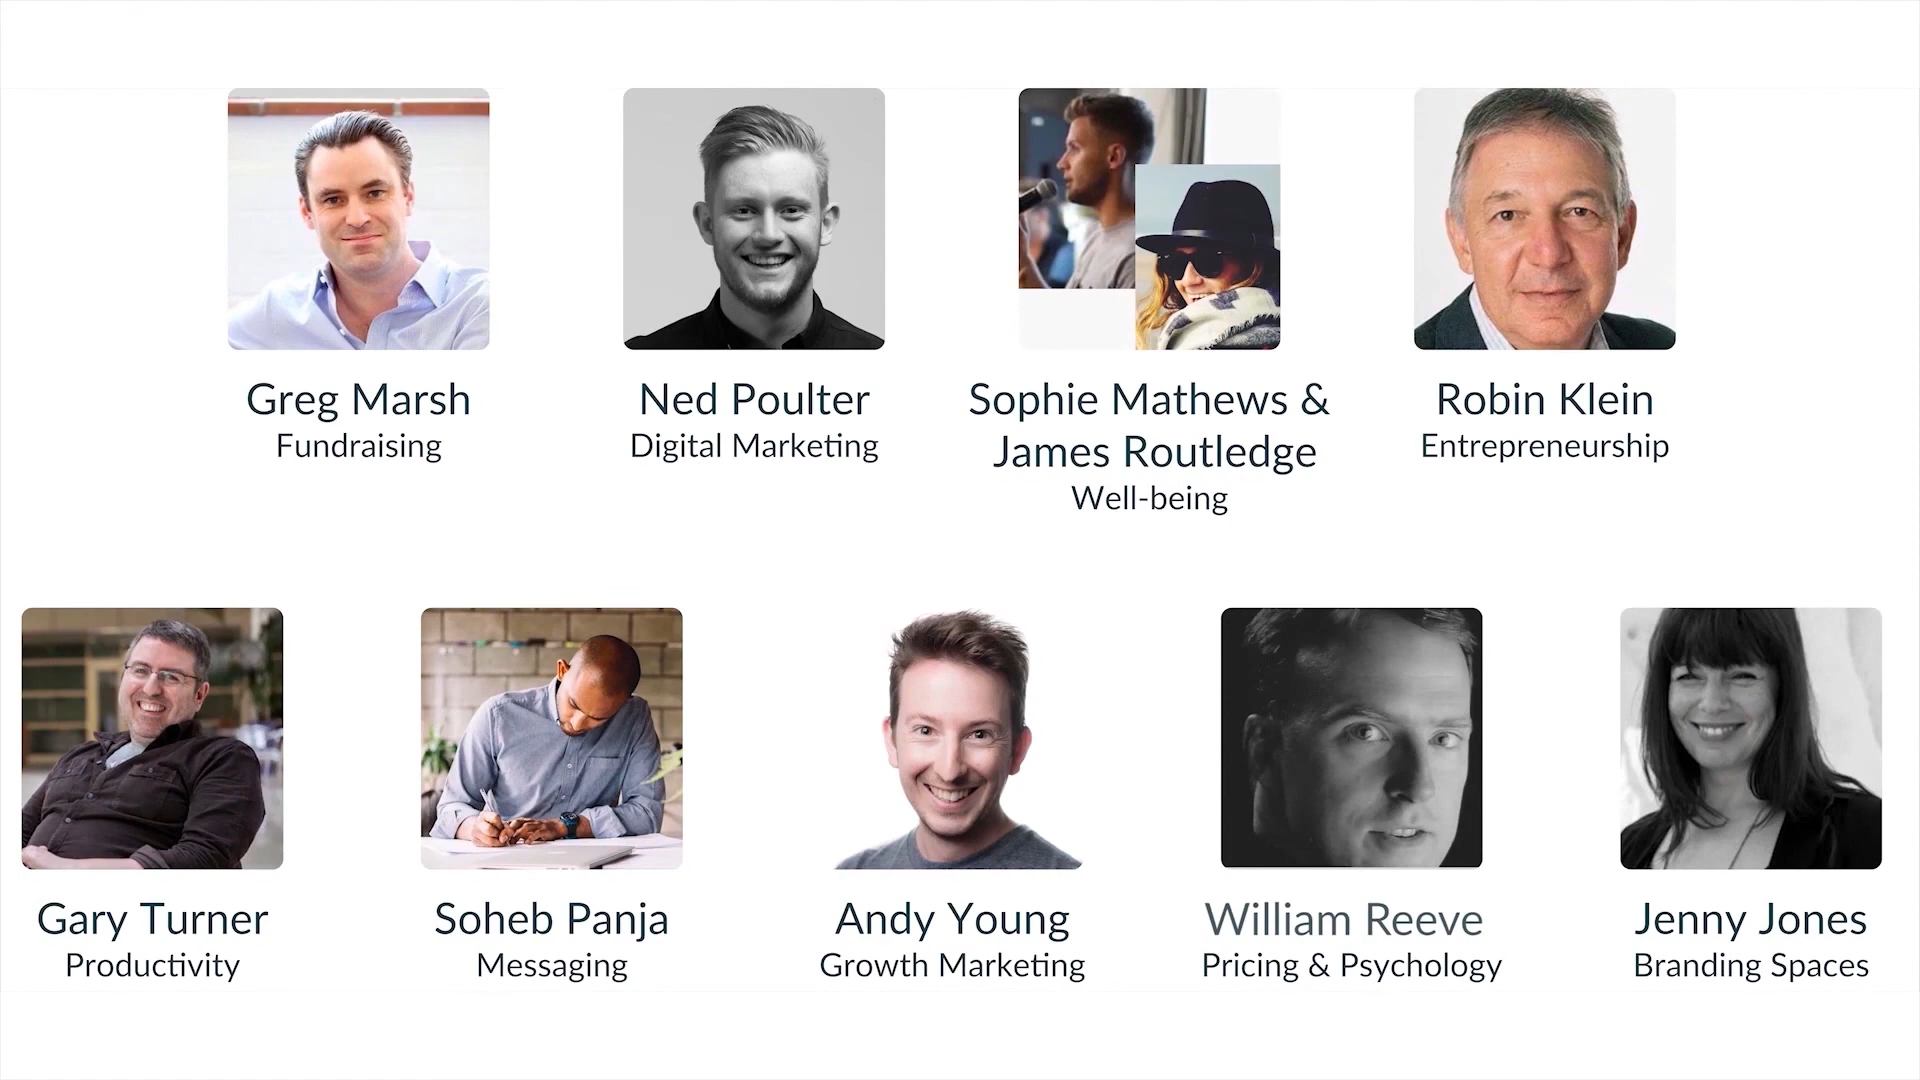 Greg Marsh
Fundraising
Ned Poulter
Digital Marketing
Sophie Mathews &
James Routledge
Well-being
Robin Klein
Entrepreneurship
Gary Turner
Productivity
Soheb Panja
Messaging
Andy Young
Growth Marketing
William Reeve
Pricing & Psychology
Jenny Jones
Branding Spaces